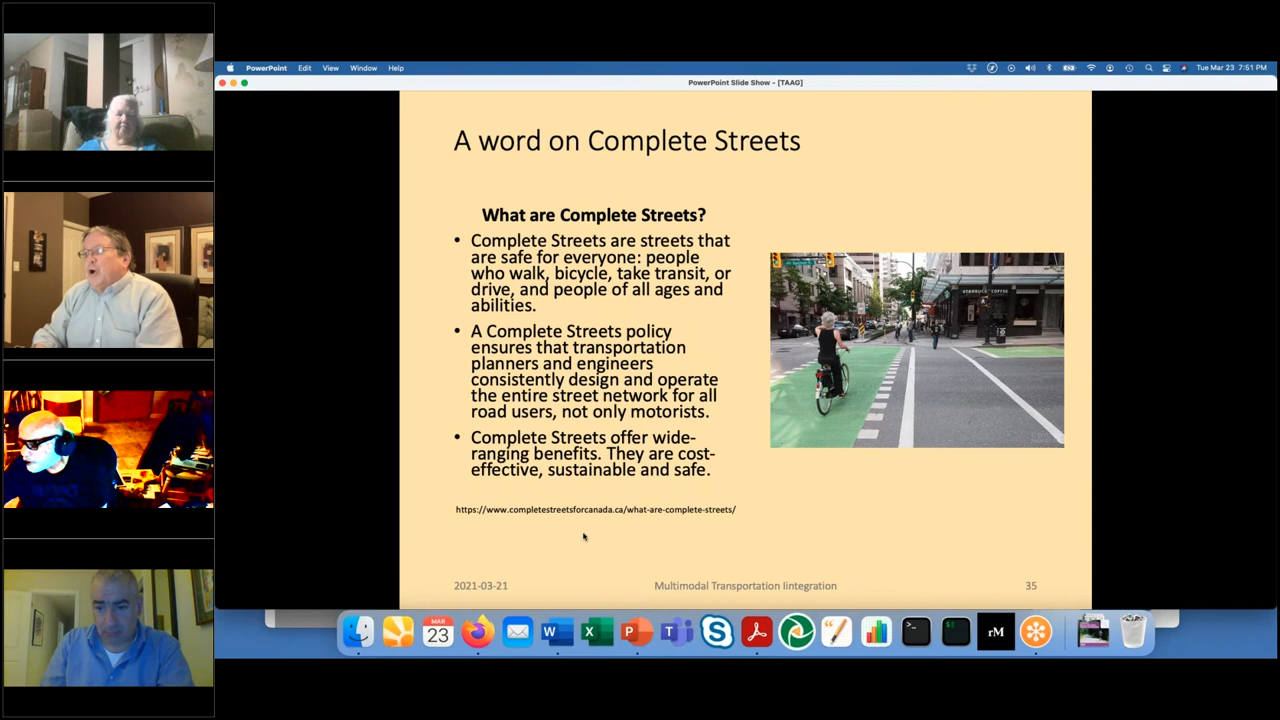 PowerPoint Edit View Window Help
Tue Mar 23 7:51 PM
PowerPoint Slide Show - [TAAG]
A word on Complete Streets
What are Complete Streets?
• Complete Streets are streets that
are safe for everyone: people
who walk, bicycle, take transit, or
drive, and people of all ages and
abilities.
• A Complete Streets policy
ensures that transportation
planners and engineers
consistently design and operate
the entire street network for all
road users, not only motorists.
• Complete Streets offer wide-
ranging benefits. They are cost-
effective, sustainable and safe.
STARBUCKS COFFEE
https://www.completestreetsforcanada.ca/what-are-complete-streets/
2021-03-21
Multimodal Transportation Iintegration
35
MAR
23
W
X
P
T
S
>_
$
rM